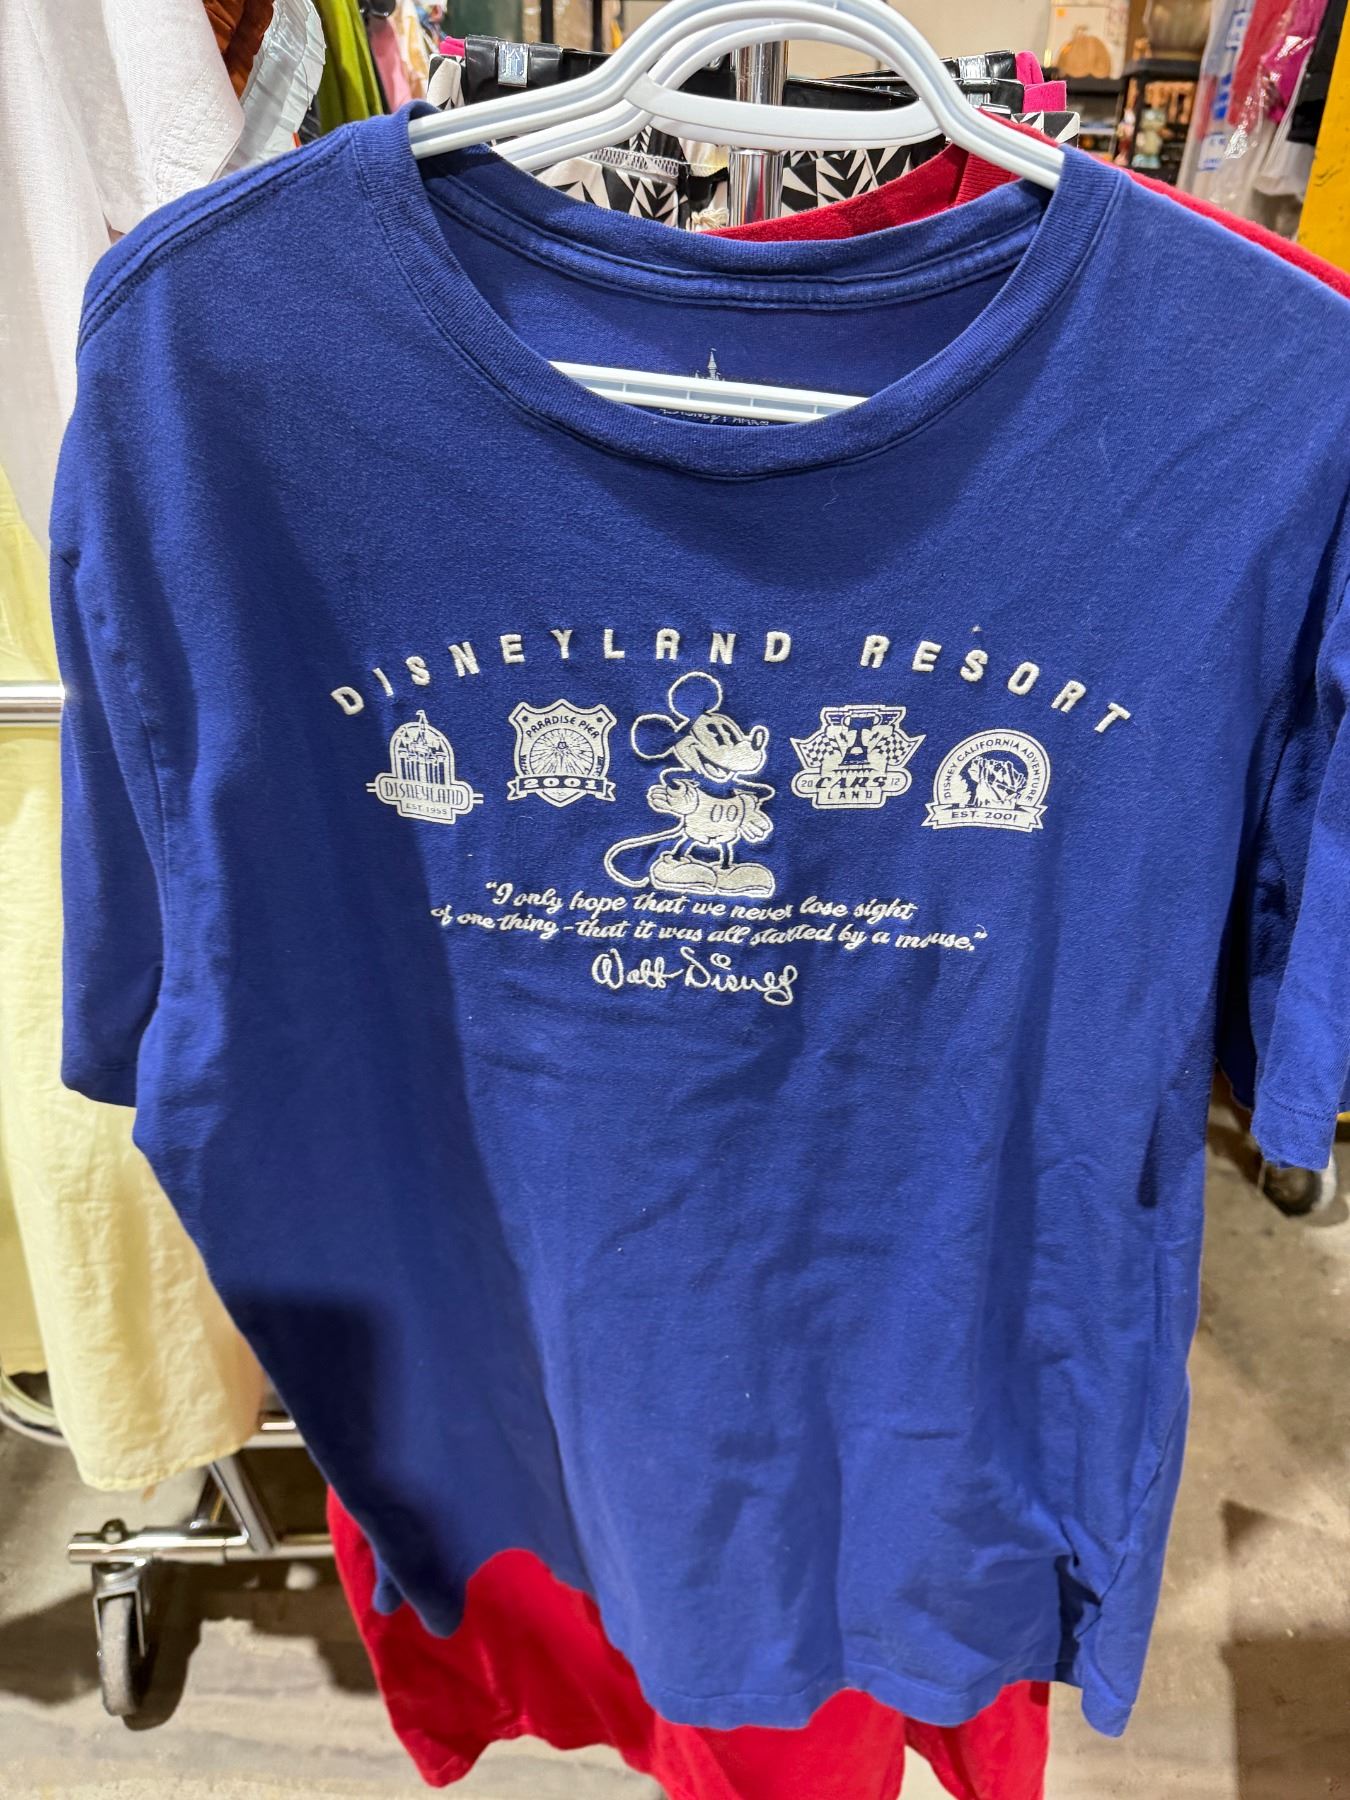 DISNEYLAND RESORT
DISNEYLAND
EST. 1955
PARADISE PIER
2001
20 12
CARS
LAND
DISNEY CALIFORNIA ADVENTURE
EST. 2001
"I only hope that we never lose sight
of one thing - that it was all started by a mouse."
Walt Disney